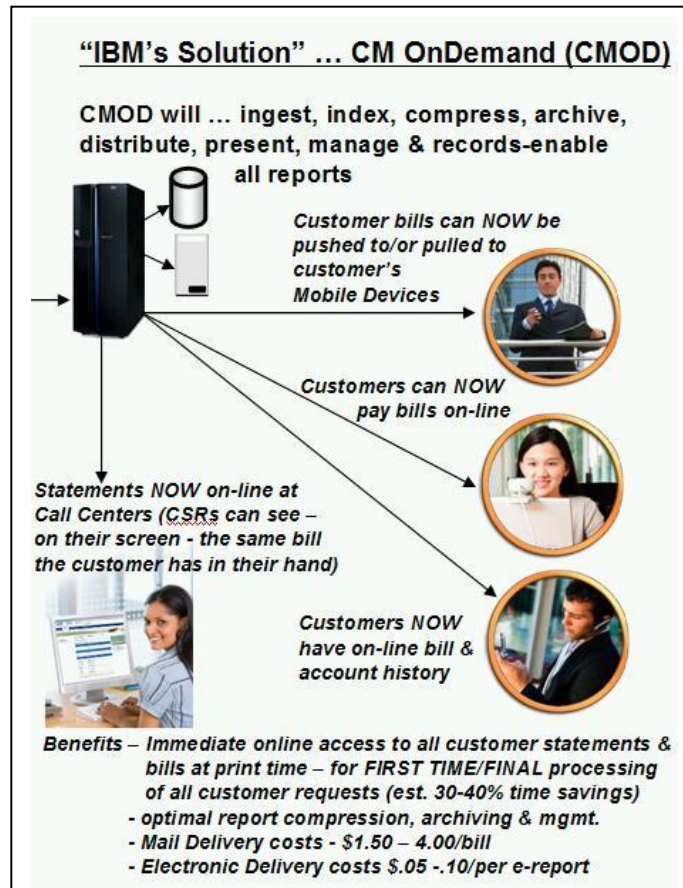 “IBM’s Solution” … CM OnDemand (CMOD)
CMOD will … ingest, index, compress, archive,
distribute, present, manage & records-enable
all reports
Customer bills can NOW be
pushed to/or pulled to
customer’s
Mobile Devices
Customers can NOW
pay bills on-line
Statements NOW on-line at
Call Centers (CSRs can see –
on their screen - the same bill
the customer has in their hand)
Customers NOW
have on-line bill &
account history
Benefits – Immediate online access to all customer statements &
bills at print time – for FIRST TIME/FINAL processing
of all customer requests (est. 30-40% time savings)
- optimal report compression, archiving & mgmt.
- Mail Delivery costs - $1.50 – 4.00/bill
- Electronic Delivery costs $.05 -.10/per e-report